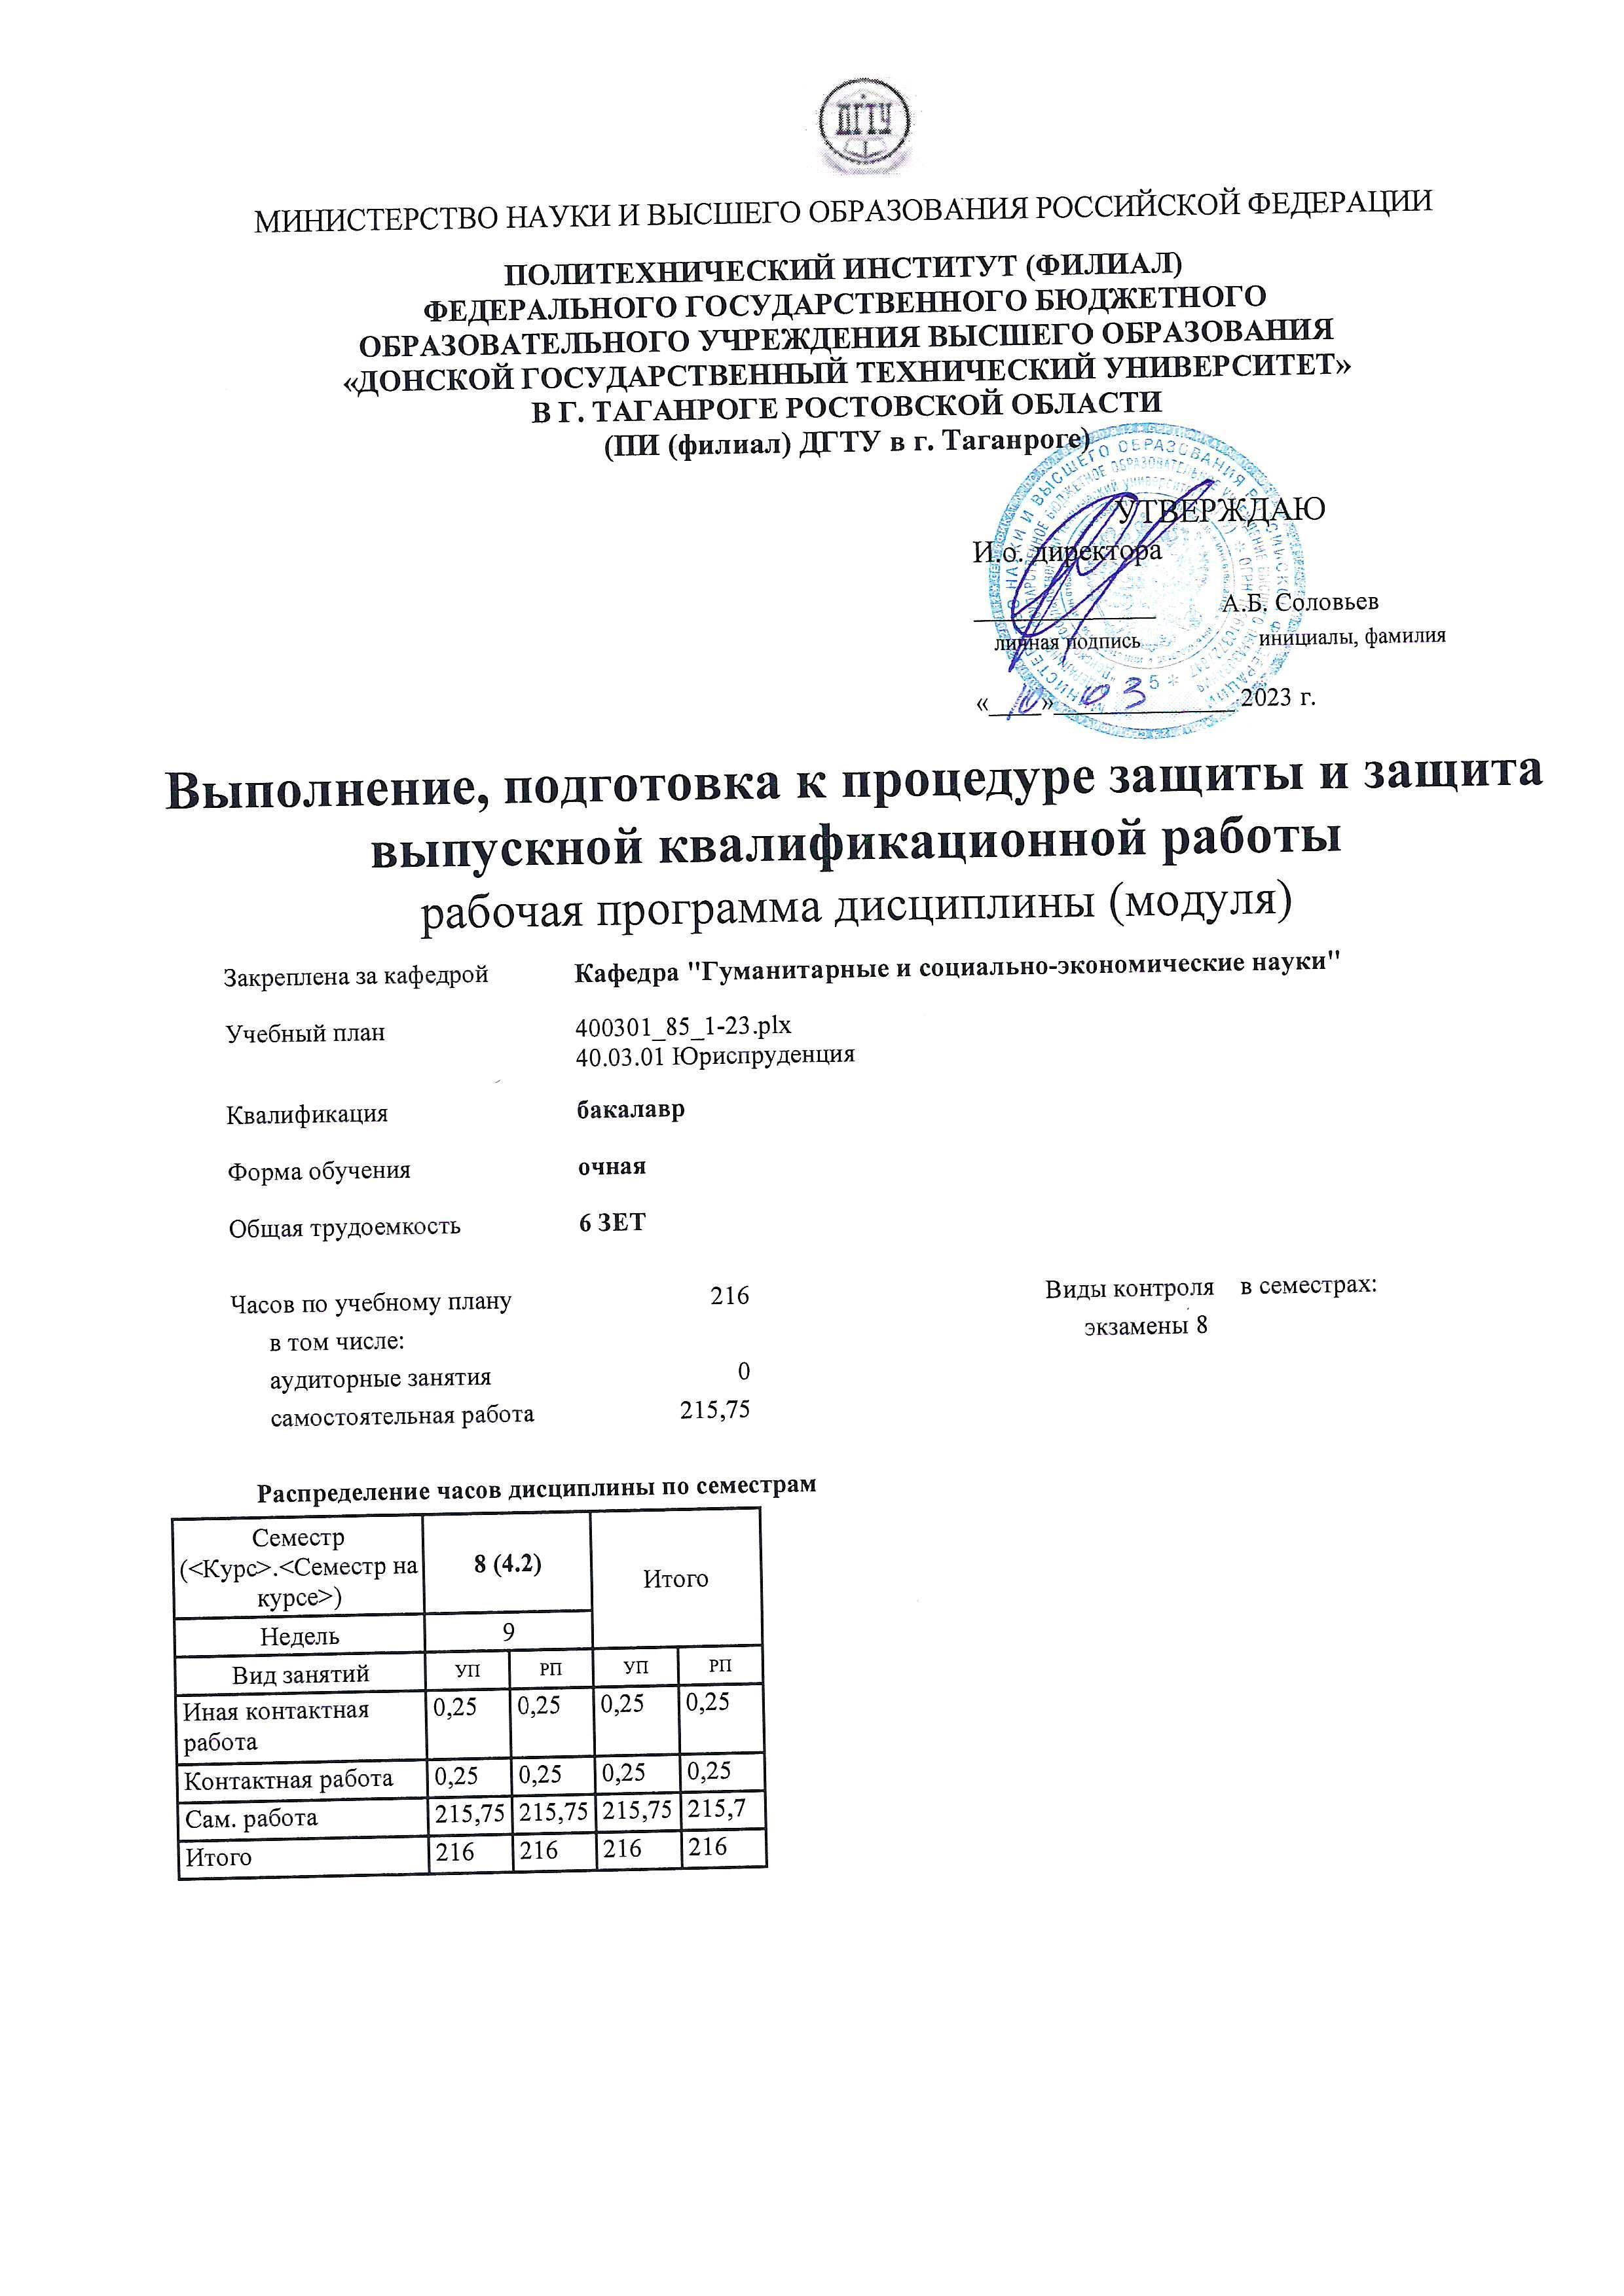 ДГТУ
МИНИСТЕРСТВО НАУКИ И ВЫСШЕГО ОБРАЗОВАНИЯ РОССИЙСКОЙ ФЕДЕРАЦИИ
ПОЛИТЕХНИЧЕСКИЙ ИНСТИТУТ (ФИЛИАЛ)
ФЕДЕРАЛЬНОГО ГОСУДАРСТВЕННОГО БЮДЖЕТНОГО
ОБРАЗОВАТЕЛЬНОГО УЧРЕЖДЕНИЯ ВЫСШЕГО ОБРАЗОВАНИЯ
«ДОНСКОЙ ГОСУДАРСТВЕННЫЙ ТЕХНИЧЕСКИЙ УНИВЕРСИТЕТ»
В Г. ТАГАНРОГЕ РОСТОВСКОЙ ОБЛАСТИ
(ПИ (филиал) ДГТУ в г. Таганроге)
УТВЕРЖДАЮ
И.о. директора
А.Б. Соловьев
личная подпись инициалы, фамилия
«10» 03 2023 г.
Выполнение, подготовка к процедуре защиты и защита
выпускной квалификационной работы
рабочая программа дисциплины (модуля)
Закреплена за кафедрой Кафедра "Гуманитарные и социально-экономические науки"
Учебный план 400301_85_1-23.plx
40.03.01 Юриспруденция
Квалификация бакалавр
Форма обучения очная
Общая трудоемкость 6 ЗЕТ
Часов по учебному плану 216 Виды контроля в семестрах:
в том числе: экзамены 8
аудиторные занятия 0
самостоятельная работа 215,75
Распределение часов дисциплины по семестрам
Семестр
(<Курс>.<Семестр на
курсе>) 8 (4.2) Итого
Недель 9
Вид занятий УП РП УП РП
Иная контактная
работа 0,25 0,25 0,25 0,25
Контактная работа 0,25 0,25 0,25 0,25
Сам. работа 215,75 215,75 215,75 215,7
Итого 216 216 216 216